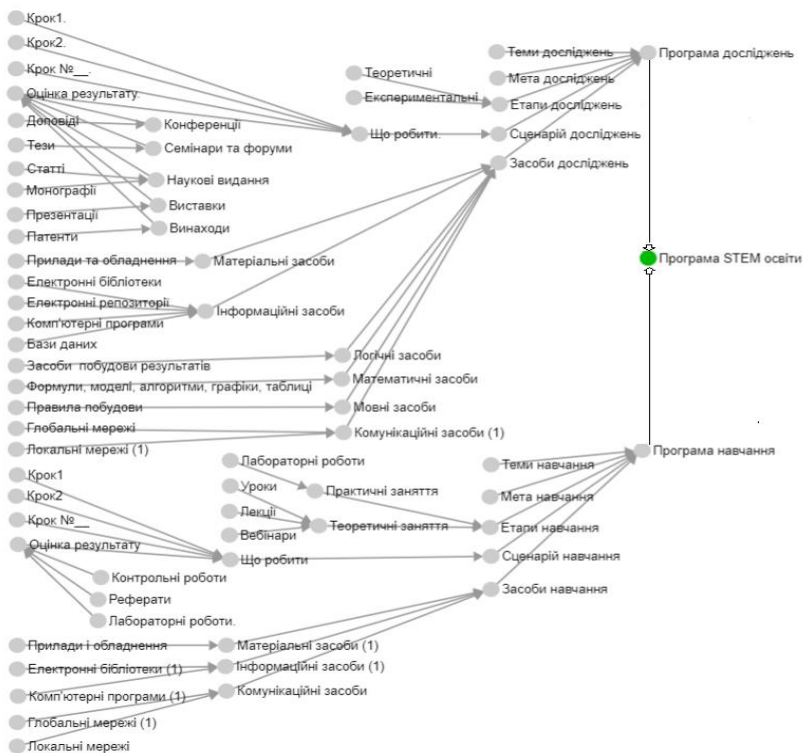 Крок1.
Крок2.
Крок №__.
Оцінка результату.
Доповіді
Тези
Статті
Монографії
Презентації
Патенти
Конференції
Семінари та форуми
Наукові видання
Виставки
Винаходи
Прилади та обладнення
Електронні бібліотеки
Електронні репозиторії
Комп'ютерні програми
Бази даних
Засоби побудови результатів
Формули, моделі, алгоритми, графіки, таблиці
Правила побудови
Глобальні мережі
Локальні мережі (1)
Матеріальні засоби
Інформаційні засоби
Логічні засоби
Математичні засоби
Мовні засоби
Комунікаційні засоби (1)
Теоретичні
Експериментальні
Що робити.
Теми досліджень
Мета досліджень
Етапи досліджень
Сценарій досліджень
Засоби досліджень
Програма досліджень
Програма STEM освіти
Програма навчання
Теми навчання
Мета навчання
Етапи навчання
Сценарій навчання
Засоби навчання
Лабораторні роботи
Уроки
Лекції
Вебінари
Практичні заняття
Теоретичні заняття
Крок1
Крок2
Крок №__
Оцінка результату
Що робити
Контрольні роботи
Реферати
Лабораторні роботи.
Прилади і обладнення
Електронні бібліотеки (1)
Комп'ютерні програми (1)
Глобальні мережі (1)
Локальні мережі
Матеріальні засоби (1)
Інформаційні засоби (1)
Комунікаційні засоби